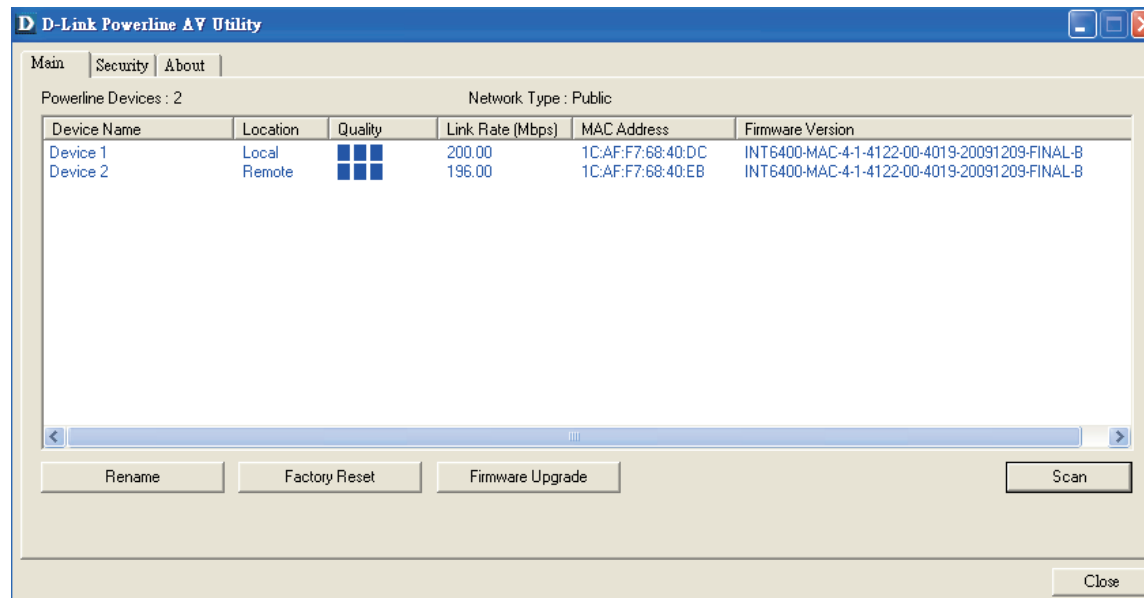 D D-Link Powerline AV Utility
Main Security About
Powerline Devices : 2 Network Type : Public
Device Name Location Quality Link Rate (Mbps) MAC Address Firmware Version
Device 1 Local 200.00 1C:AF:F7:68:40:DC INT6400-MAC-4-1-4122-00-4019-20091209-FINAL-B
Device 2 Remote 196.00 1C:AF:F7:68:40:EB INT6400-MAC-4-1-4122-00-4019-20091209-FINAL-B
Rename Factory Reset Firmware Upgrade Scan
Close